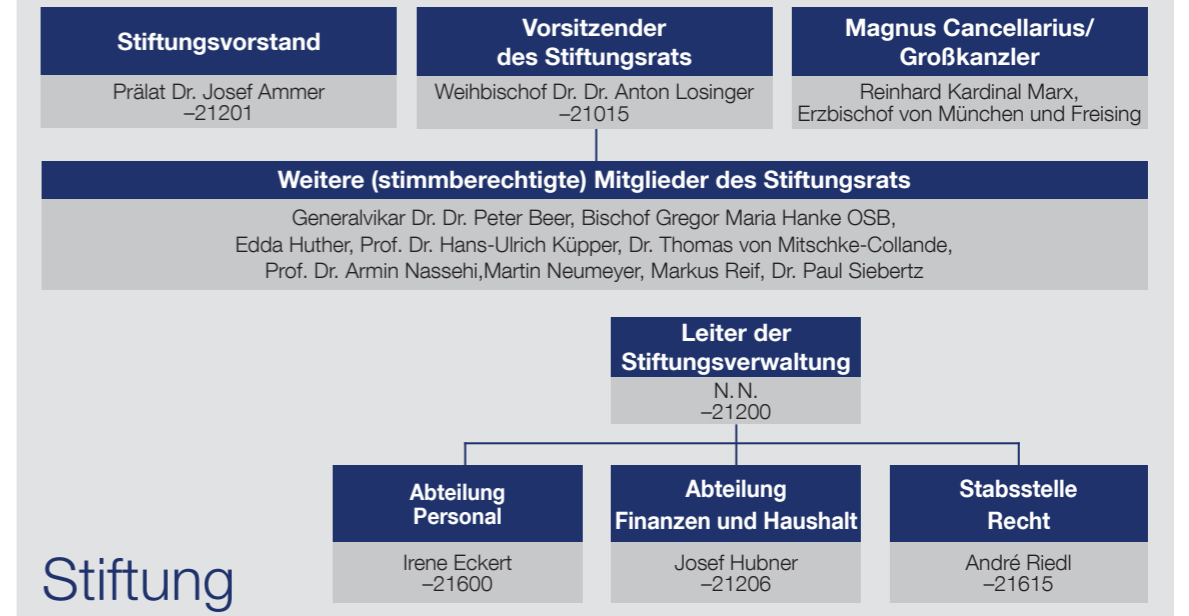 Stiftungsvorstand
Prälat Dr. Josef Ammer
–21201
Vorsitzender
des Stiftungsrats
Weihbischof Dr. Dr. Anton Losinger
–21015
Magnus Cancellarius/
Großkanzler
Reinhard Kardinal Marx,
Erzbischof von München und Freising
Weitere (stimmberechtigte) Mitglieder des Stiftungsrats
Generalvikar Dr. Dr. Peter Beer, Bischof Gregor Maria Hanke OSB,
Edda Huther, Prof. Dr. Hans-Ulrich Küpper, Dr. Thomas von Mitschke-Collande,
Prof. Dr. Armin Nassehi,Martin Neumeyer, Markus Reif, Dr. Paul Siebertz
Leiter der
Stiftungsverwaltung
N. N.
–21200
Abteilung
Personal
Irene Eckert
–21600
Abteilung
Finanzen und Haushalt
Josef Hubner
–21206
Stabsstelle
Recht
André Riedl
–21615
Stiftung